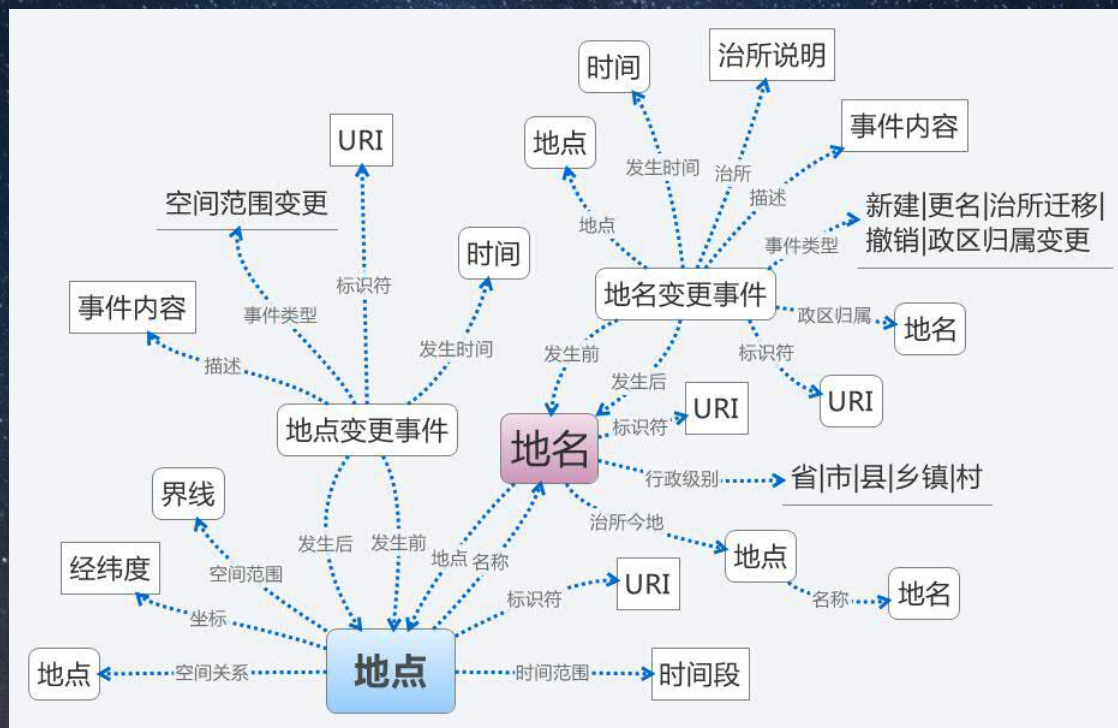 治所说明
时间
事件内容
URI
地点
发生时间
治所
描述
新建|更名|治所迁移|
撤销|政区归属变更
空间范围变更
地点
事件类型
时间
标识符
地名变更事件
事件内容
事件类型
政区归属
地名
描述
发生时间
发生前
标识符
发生后
URI
URI
地点变更事件
标识符
地名
行政级别
省|市|县|乡镇|村
界线
治所今地
发生后
发生前
地点
名称
地点
经纬度
空间范围
URI
标识符
名称
地名
坐标
地点
空间关系
地点
时间范围
时间段